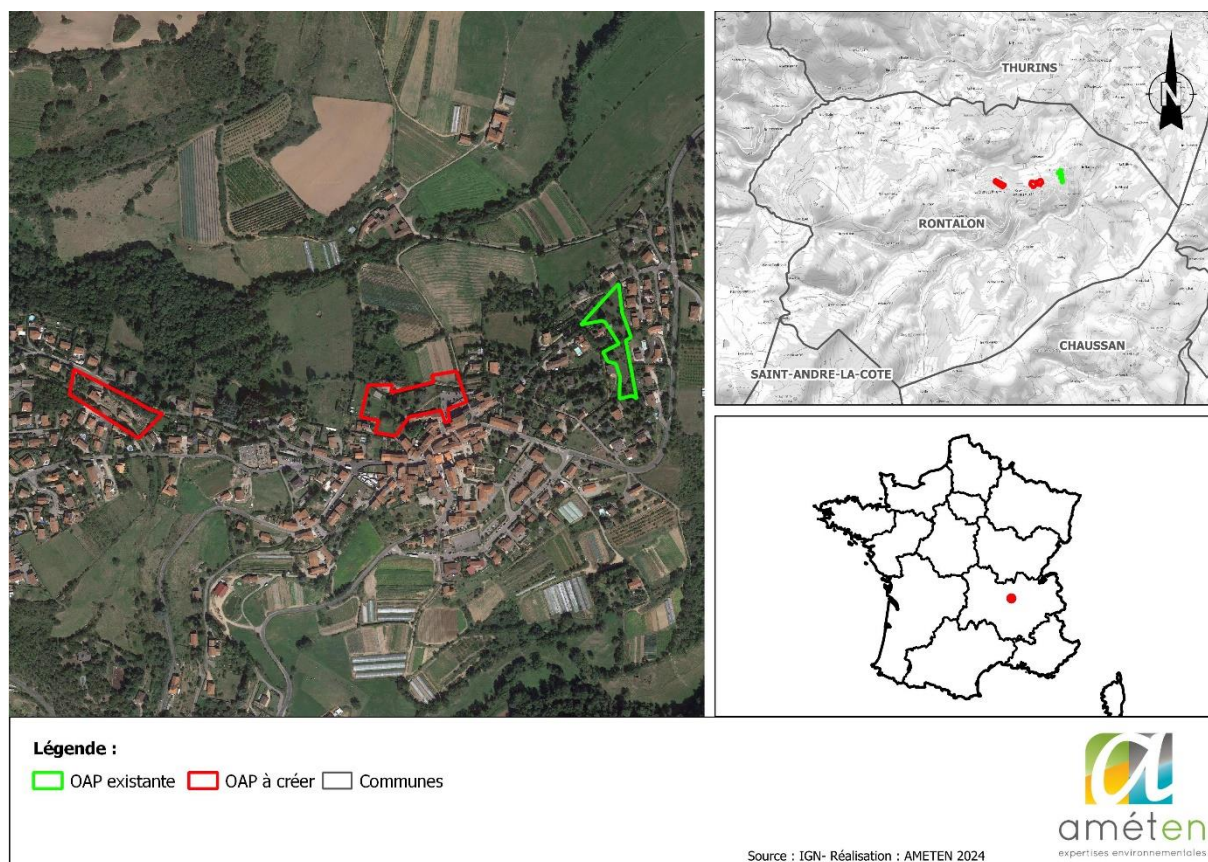 THURINS
N
RONTALON
CHAUSSAN
SAINT-ANDRE-LA-COTE
Légende :
OAP existante OAP à créer Communes
a
améten
expertises environnementales
Source : IGN- Réalisation : AMETEN 2024